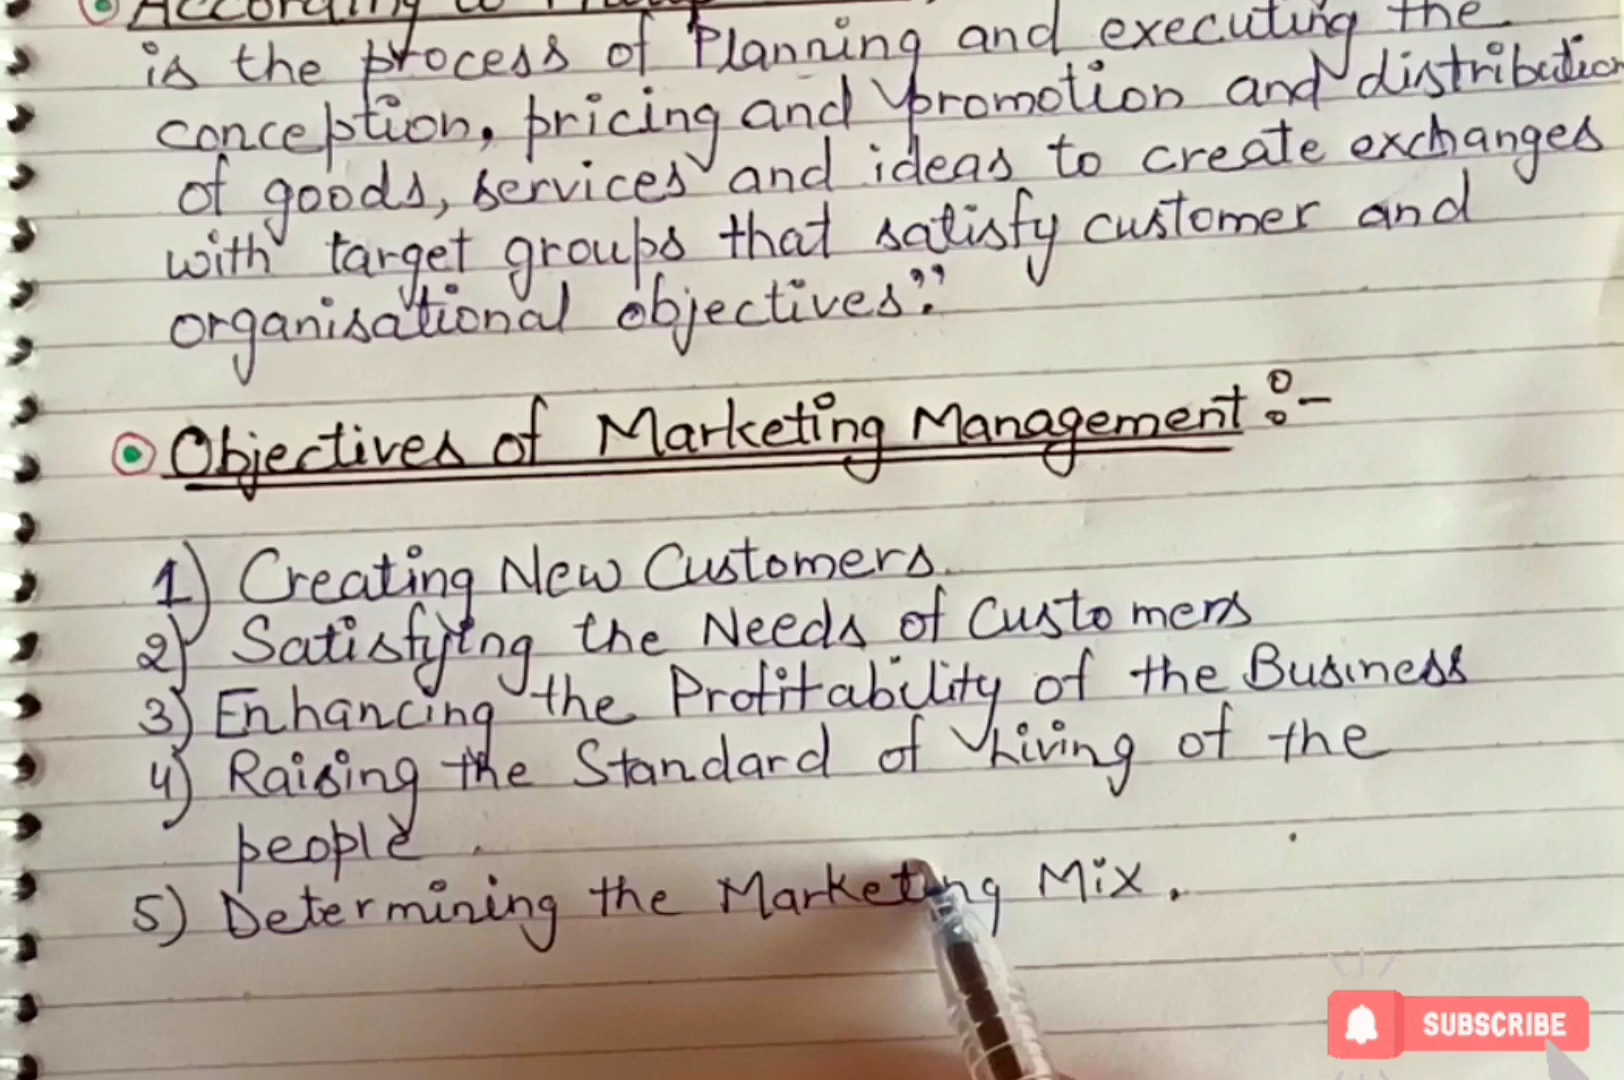 According to
is the process of Planning and executing the
conception, pricing and promotion and distribution
of goods, services and ideas to create exchanges
with target groups that satisfy customer and
organisational objectives".
Objectives of Marketing Management :-
1) Creating New Customers.
2) Satisfying the Needs of Customers
3) Enhancing the Profitability of the Business
4) Raising the Standard of Living of the
people.
5) Determining the Marketing Mix.
SUBSCRIBE